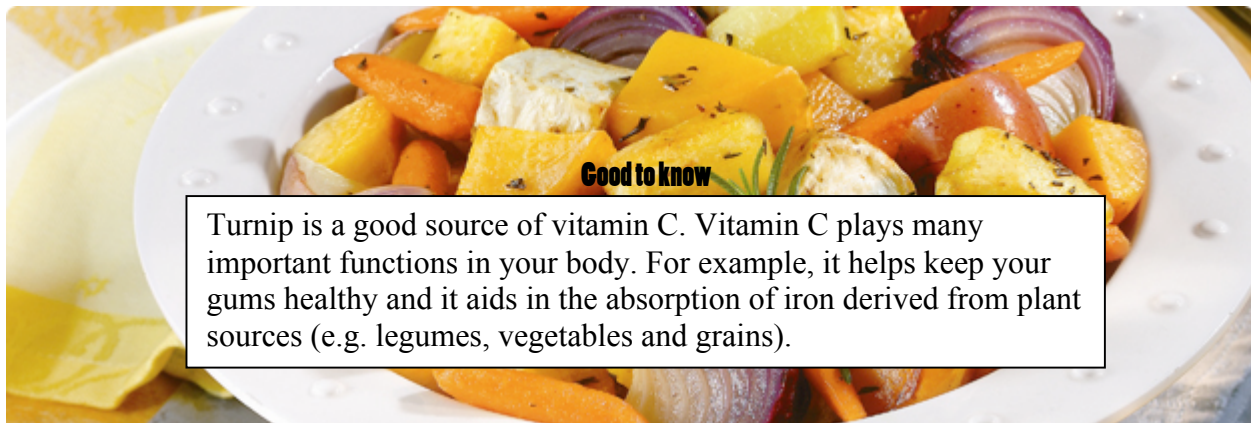 Good to know
Turnip is a good source of vitamin C. Vitamin C plays many
important functions in your body. For example, it helps keep your
gums healthy and it aids in the absorption of iron derived from plant
sources (e.g. legumes, vegetables and grains).